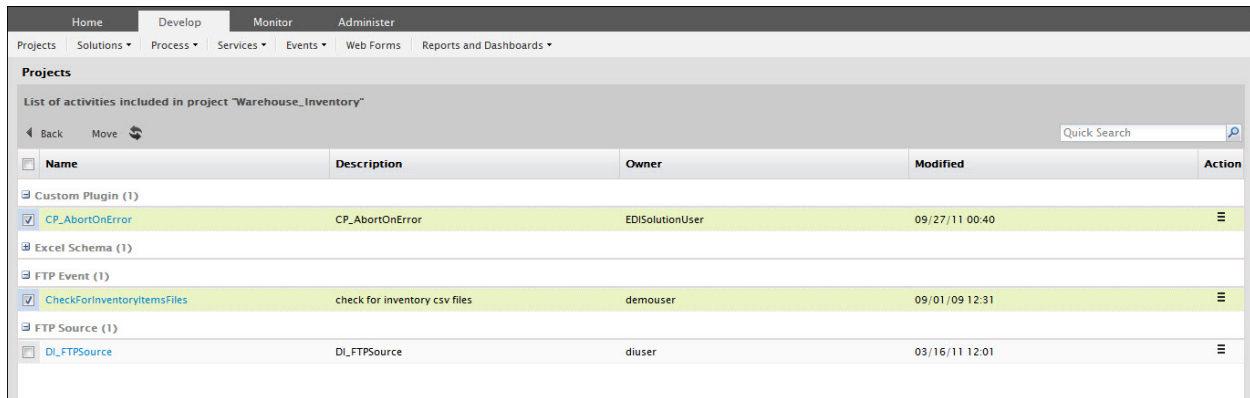 Home Develop Monitor Administer
Projects Solutions Process Services Events Web Forms Reports and Dashboards
Projects
List of activities included in project "Warehouse_Inventory"
Back Move Quick Search
Name Description Owner Modified Action
Custom Plugin (1)
CP_AbortOnError CP_AbortOnError EDISolutionUser 09/27/11 00:40
Excel Schema (1)
FTP Event (1)
CheckForInventoryItemsFiles check for inventory csv files demouser 09/01/09 12:31
FTP Source (1)
DI_FTPSource DI_FTPSource diuser 03/16/11 12:01